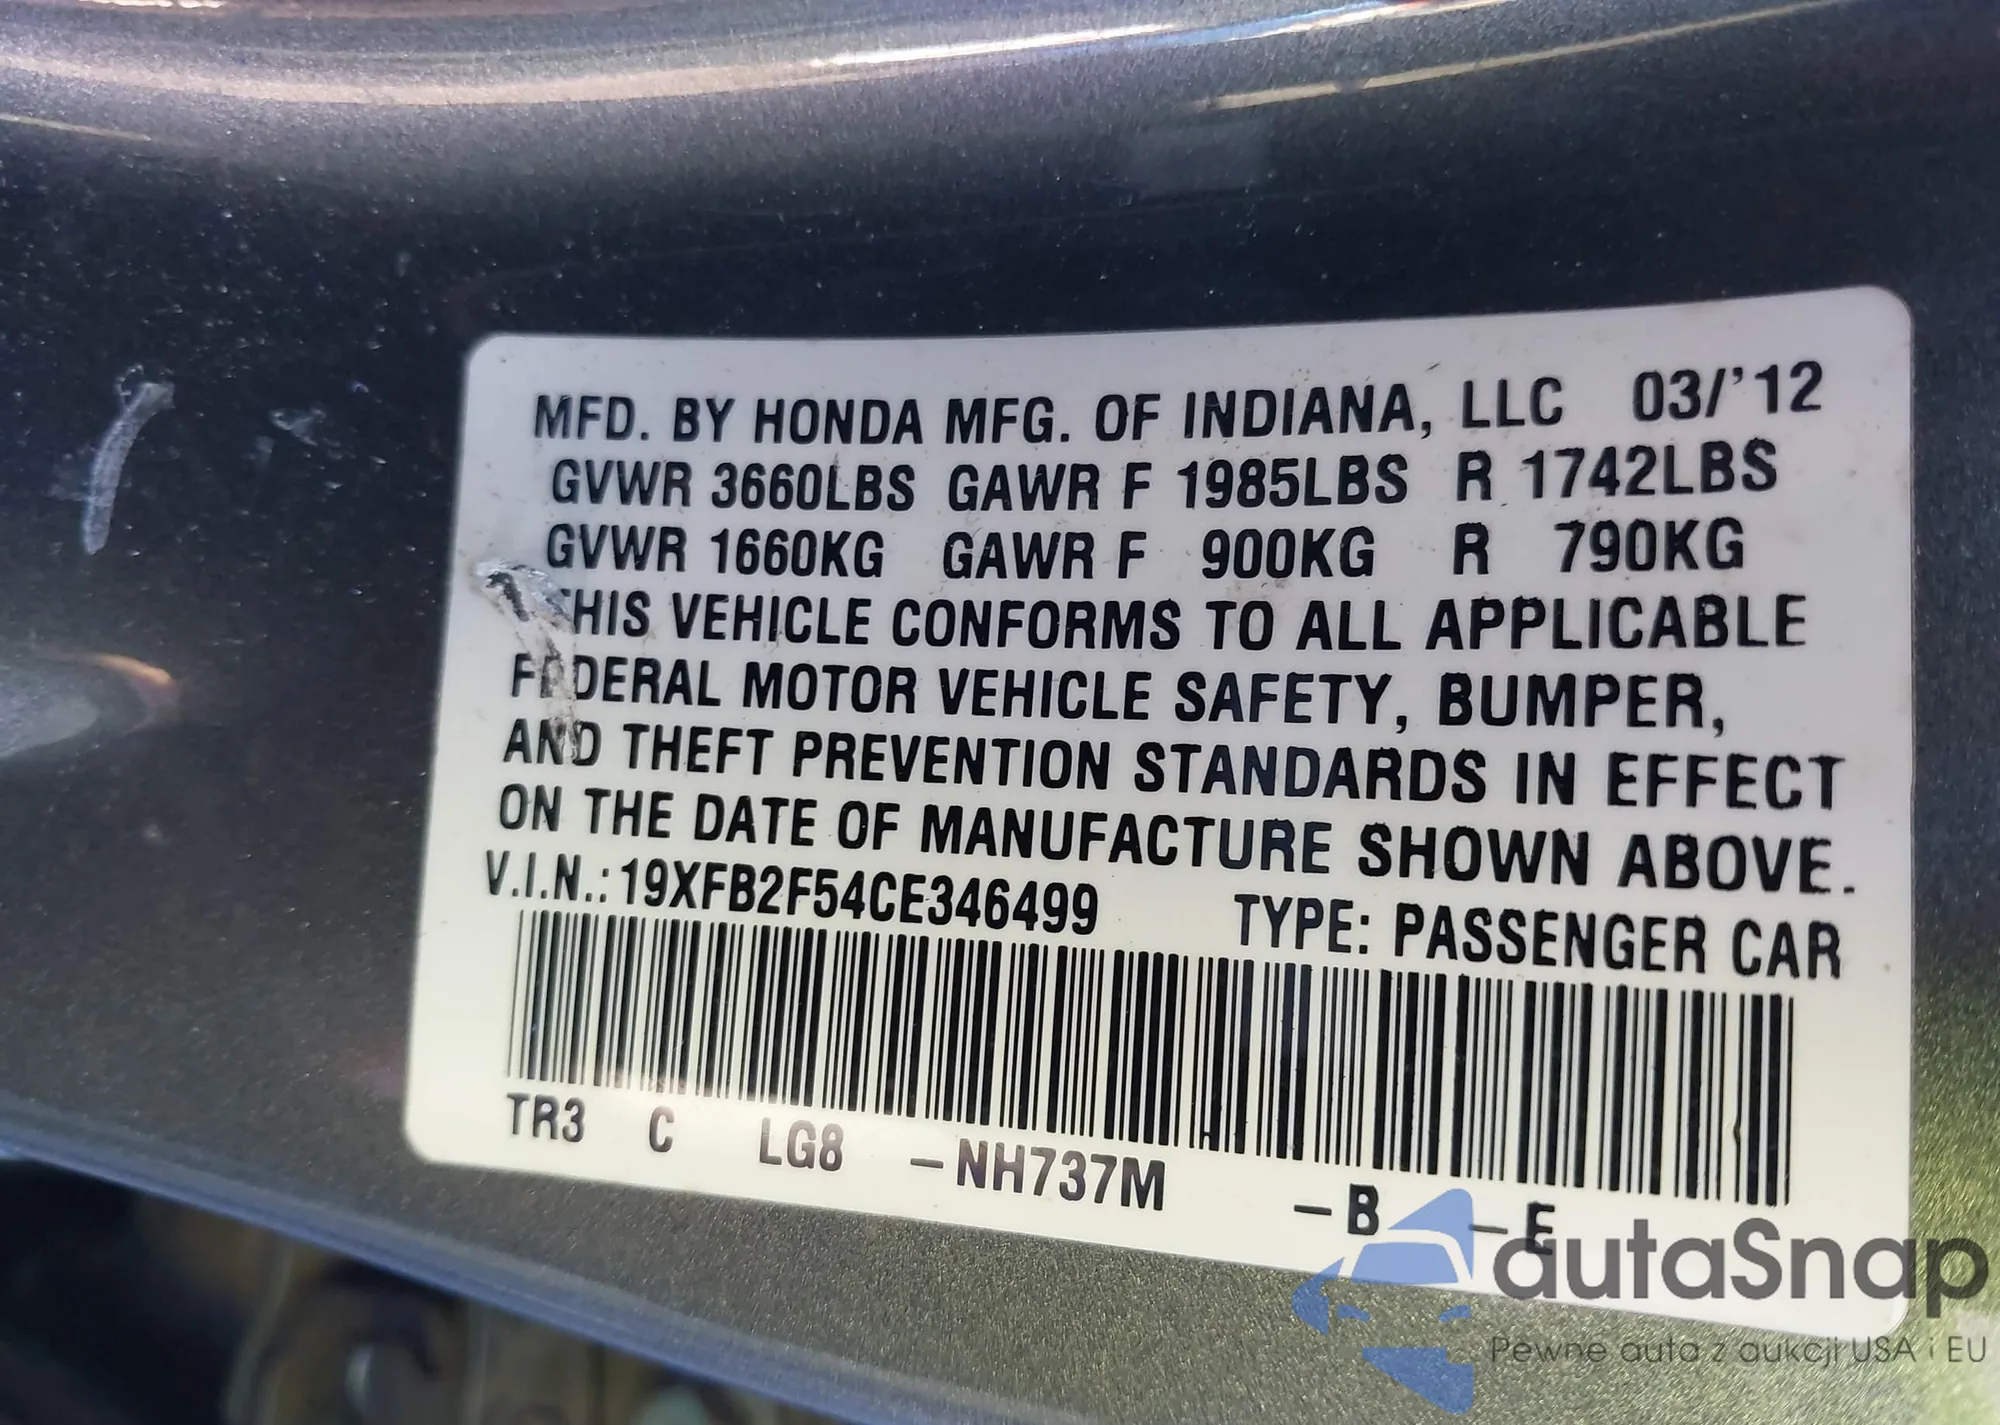 MFD. BY HONDA MFG. OF INDIANA, LLC 03/'12
GVWR 3660LBS GAWR F 1985LBS R 1742LBS
GVWR 1660KG GAWR F 900KG R 790KG
THIS VEHICLE CONFORMS TO ALL APPLICABLE
FEDERAL MOTOR VEHICLE SAFETY, BUMPER,
AND THEFT PREVENTION STANDARDS IN EFFECT
ON THE DATE OF MANUFACTURE SHOWN ABOVE.
V.I.N.: 19XFB2F54CE346499 TYPE: PASSENGER CAR
TR3 C LG8 –NH737M –B –E
autaSnap
Pewne auta z aukcji USA i EU